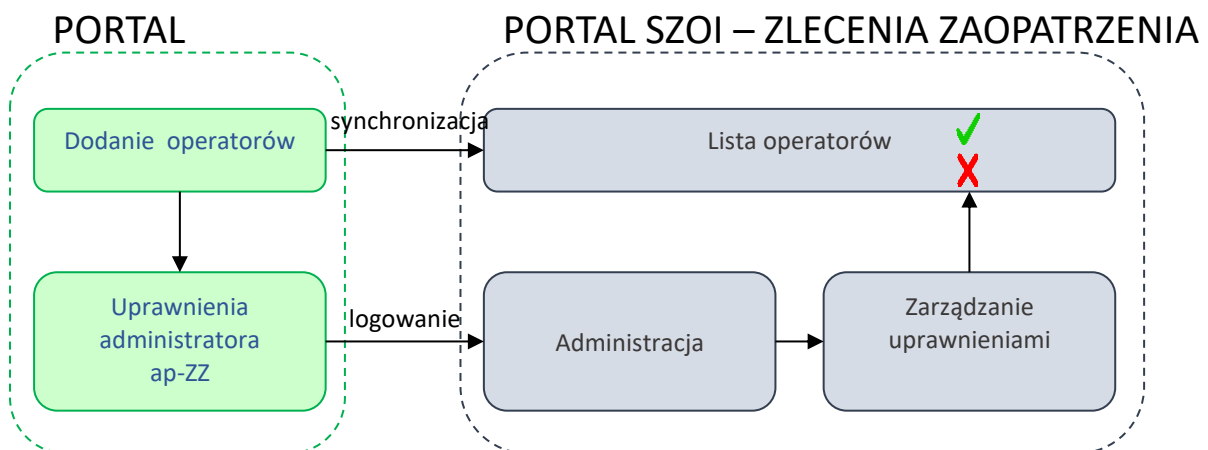 PORTAL
PORTAL SZOI – ZLECENIA ZAOPATRZENIA
Dodanie operatorów
synchronizacja
Lista operatorów
Uprawnienia
administratora
ap-ZZ
logowanie
Administracja
Zarządzanie
uprawnieniami